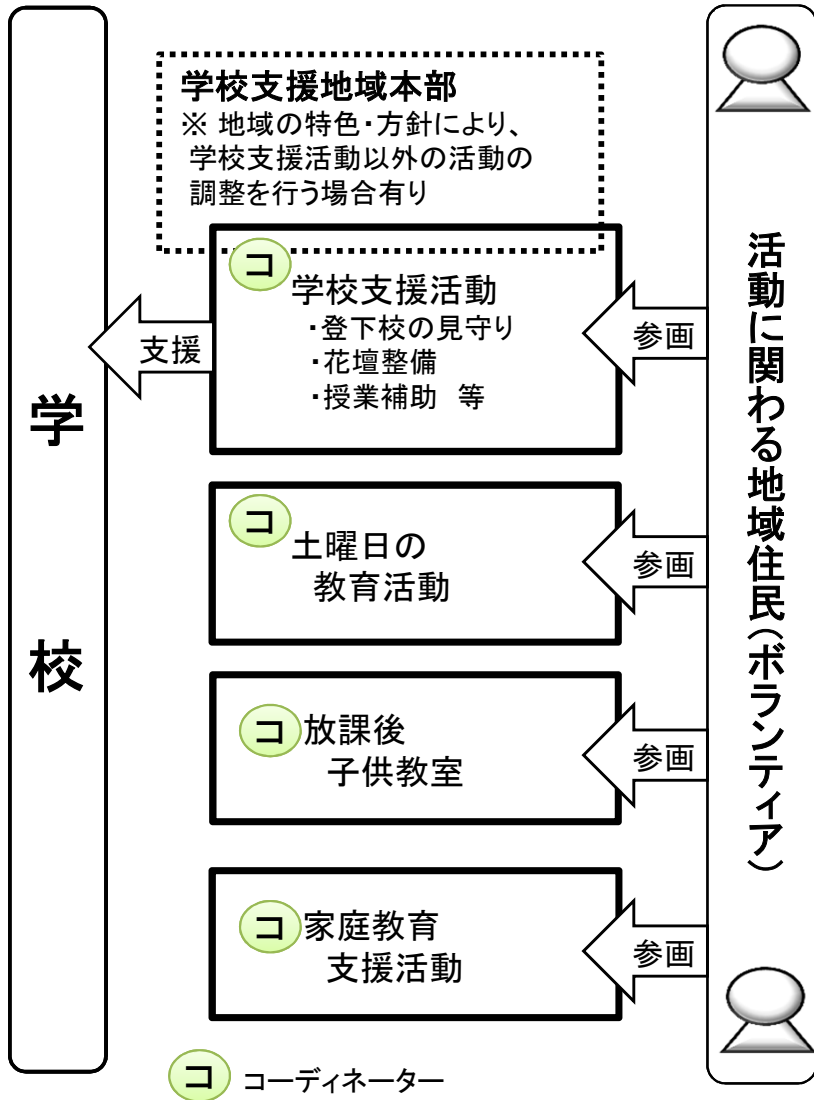 学校支援地域本部
※ 地域の特色・方針により、
学校支援活動以外の活動の
調整を行う場合有り
コ
学校支援活動
・登下校の見守り
・花壇整備
・授業補助　等
支援
参画
学校
コ
土曜日の
教育活動
参画
コ 放課後
子供教室
参画
コ 家庭教育
支援活動
参画
活動に関わる地域住民（ボランティア）
コ コーディネーター